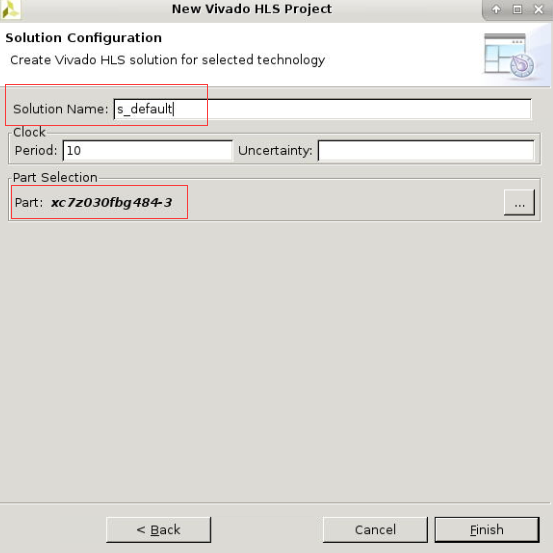 New Vivado HLS Project
Solution Configuration
Create Vivado HLS solution for selected technology
Solution Name: s_default
Clock
Period: 10 Uncertainty:
Part Selection
Part: xc7z030fbg484-3 ...
< Back Cancel Finish